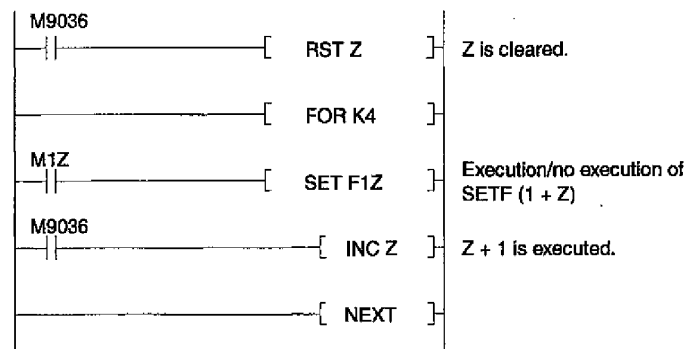 M9036
RST Z Z is cleared.
FOR K4
M1Z
SET F1Z Execution/no execution of
SETF (1 + Z)
M9036
INC Z Z + 1 is executed.
NEXT